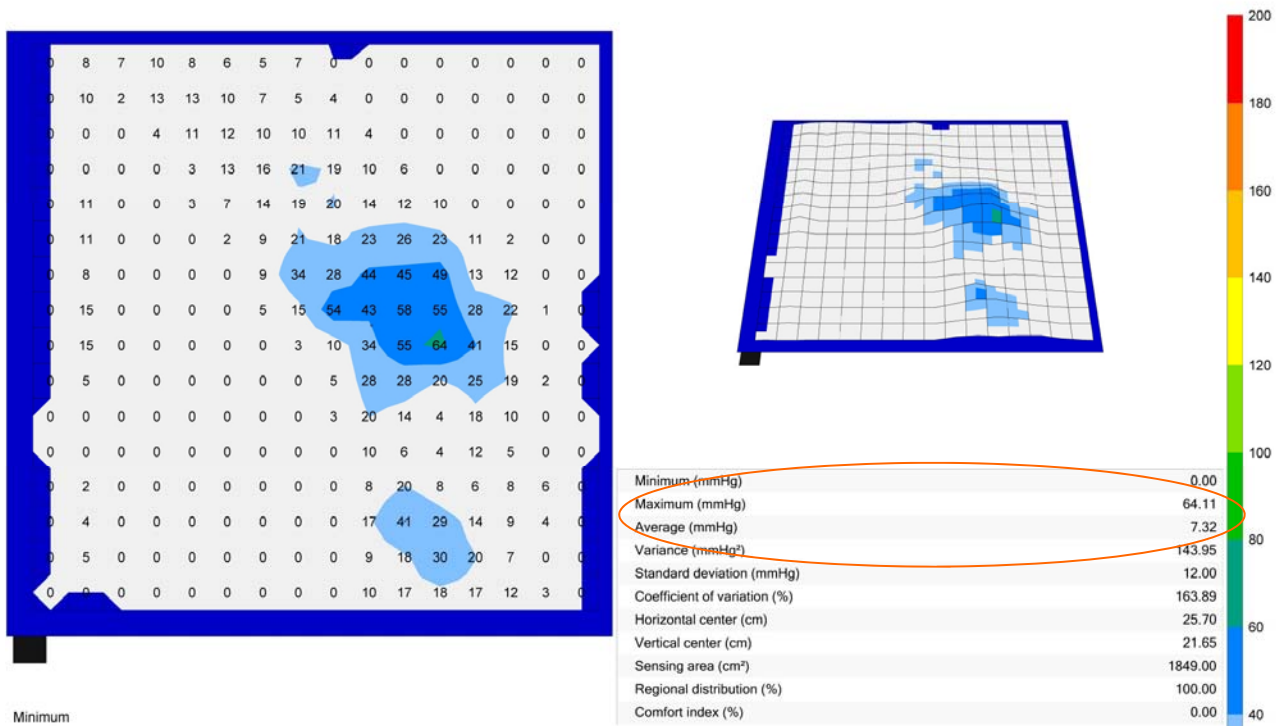 0 8 7 10 8 6 5 7 0 0 0 0 0 0 0 0
0 10 2 13 13 10 7 5 4 0 0 0 0 0 0 0
0 0 0 4 11 12 10 10 11 4 0 0 0 0 0 0
0 0 0 0 3 13 16 21 19 10 6 0 0 0 0 0
0 11 0 0 3 7 14 19 20 14 12 10 0 0 0 0
0 11 0 0 0 2 9 21 18 23 26 23 11 2 0 0
0 8 0 0 0 0 9 34 28 44 45 49 13 12 0 0
0 15 0 0 0 0 5 15 54 43 58 55 28 22 1 0
0 15 0 0 0 0 0 3 10 34 55 64 41 15 0 0
0 5 0 0 0 0 0 0 5 28 28 20 25 19 2 0
0 0 0 0 0 0 0 0 3 20 14 4 18 10 0 0
0 0 0 0 0 0 0 0 0 10 6 4 12 5 0 0
0 2 0 0 0 0 0 0 0 8 20 8 6 8 6 0
0 4 0 0 0 0 0 0 0 17 41 29 14 9 4 0
0 5 0 0 0 0 0 0 0 9 18 30 20 7 0 0
0 0 0 0 0 0 0 0 0 10 17 18 17 12 3 0
Minimum
200
180
160
140
120
100
80
60
40
Minimum (mmHg) 0.00
Maximum (mmHg) 64.11
Average (mmHg) 7.32
Variance (mmHg²) 143.95
Standard deviation (mmHg) 12.00
Coefficient of variation (%) 163.89
Horizontal center (cm) 25.70
Vertical center (cm) 21.65
Sensing area (cm²) 1849.00
Regional distribution (%) 100.00
Comfort index (%) 0.00